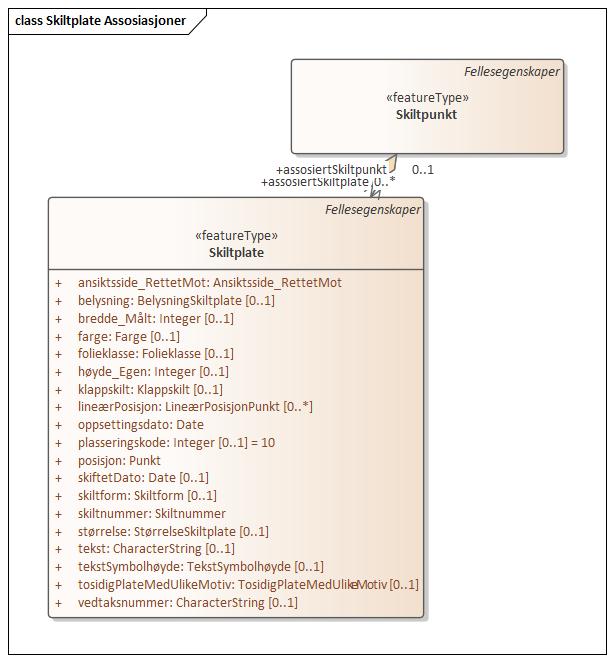 class Skiltplate Assosiasjoner
Fellesegenskaper
«featureType»
Skiltpunkt
+assosiertSkiltpunkt 0..1
+assosiertSkiltplate 0..*
Fellesegenskaper
«featureType»
Skiltplate
+ ansiktsside_RettetMot: Ansiktsside_RettetMot
+ belysning: BelysningSkiltplate [0..1]
+ bredde_Målt: Integer [0..1]
+ farge: Farge [0..1]
+ folieklasse: Folieklasse [0..1]
+ høyde_Egen: Integer [0..1]
+ klappskilt: Klappskilt [0..1]
+ lineærPosisjon: LineærPosisjonPunkt [0..*]
+ oppsettingsdato: Date
+ plasseringskode: Integer [0..1] = 10
+ posisjon: Punkt
+ skiftetDato: Date [0..1]
+ skiltform: Skiltform [0..1]
+ skiltnummer: Skiltnummer
+ størrelse: StørrelseSkiltplate [0..1]
+ tekst: CharacterString [0..1]
+ tekstSymbolhøyde: TekstSymbolhøyde [0..1]
+ tosidigPlateMedUlikeMotiv: TosidigPlateMedUlikeMotiv [0..1]
+ vedtaksnummer: CharacterString [0..1]